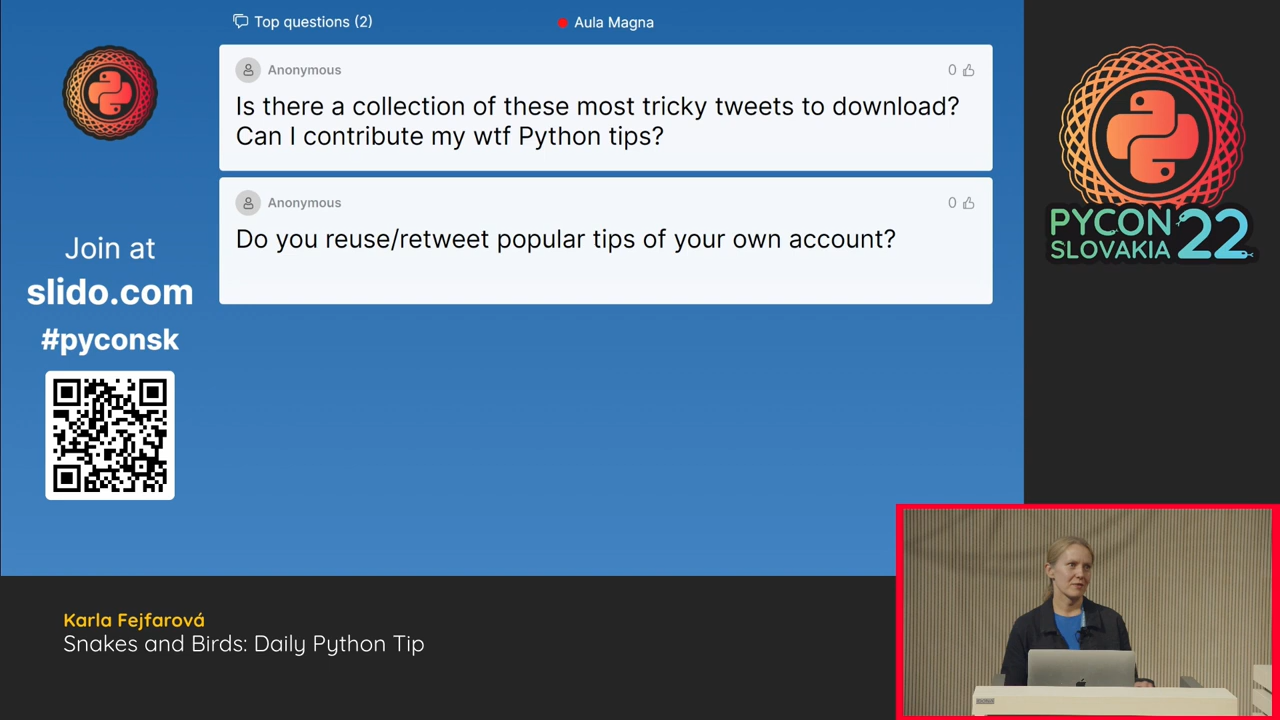 Top questions (2)
Aula Magna
Anonymous
0
Is there a collection of these most tricky tweets to download?
Can I contribute my wtf Python tips?
Anonymous
0
Do you reuse/retweet popular tips of your own account?
Join at
slido.com
#pyconsk
PYCON
SLOVAKIA
22
Karla Fejfarová
Snakes and Birds: Daily Python Tip